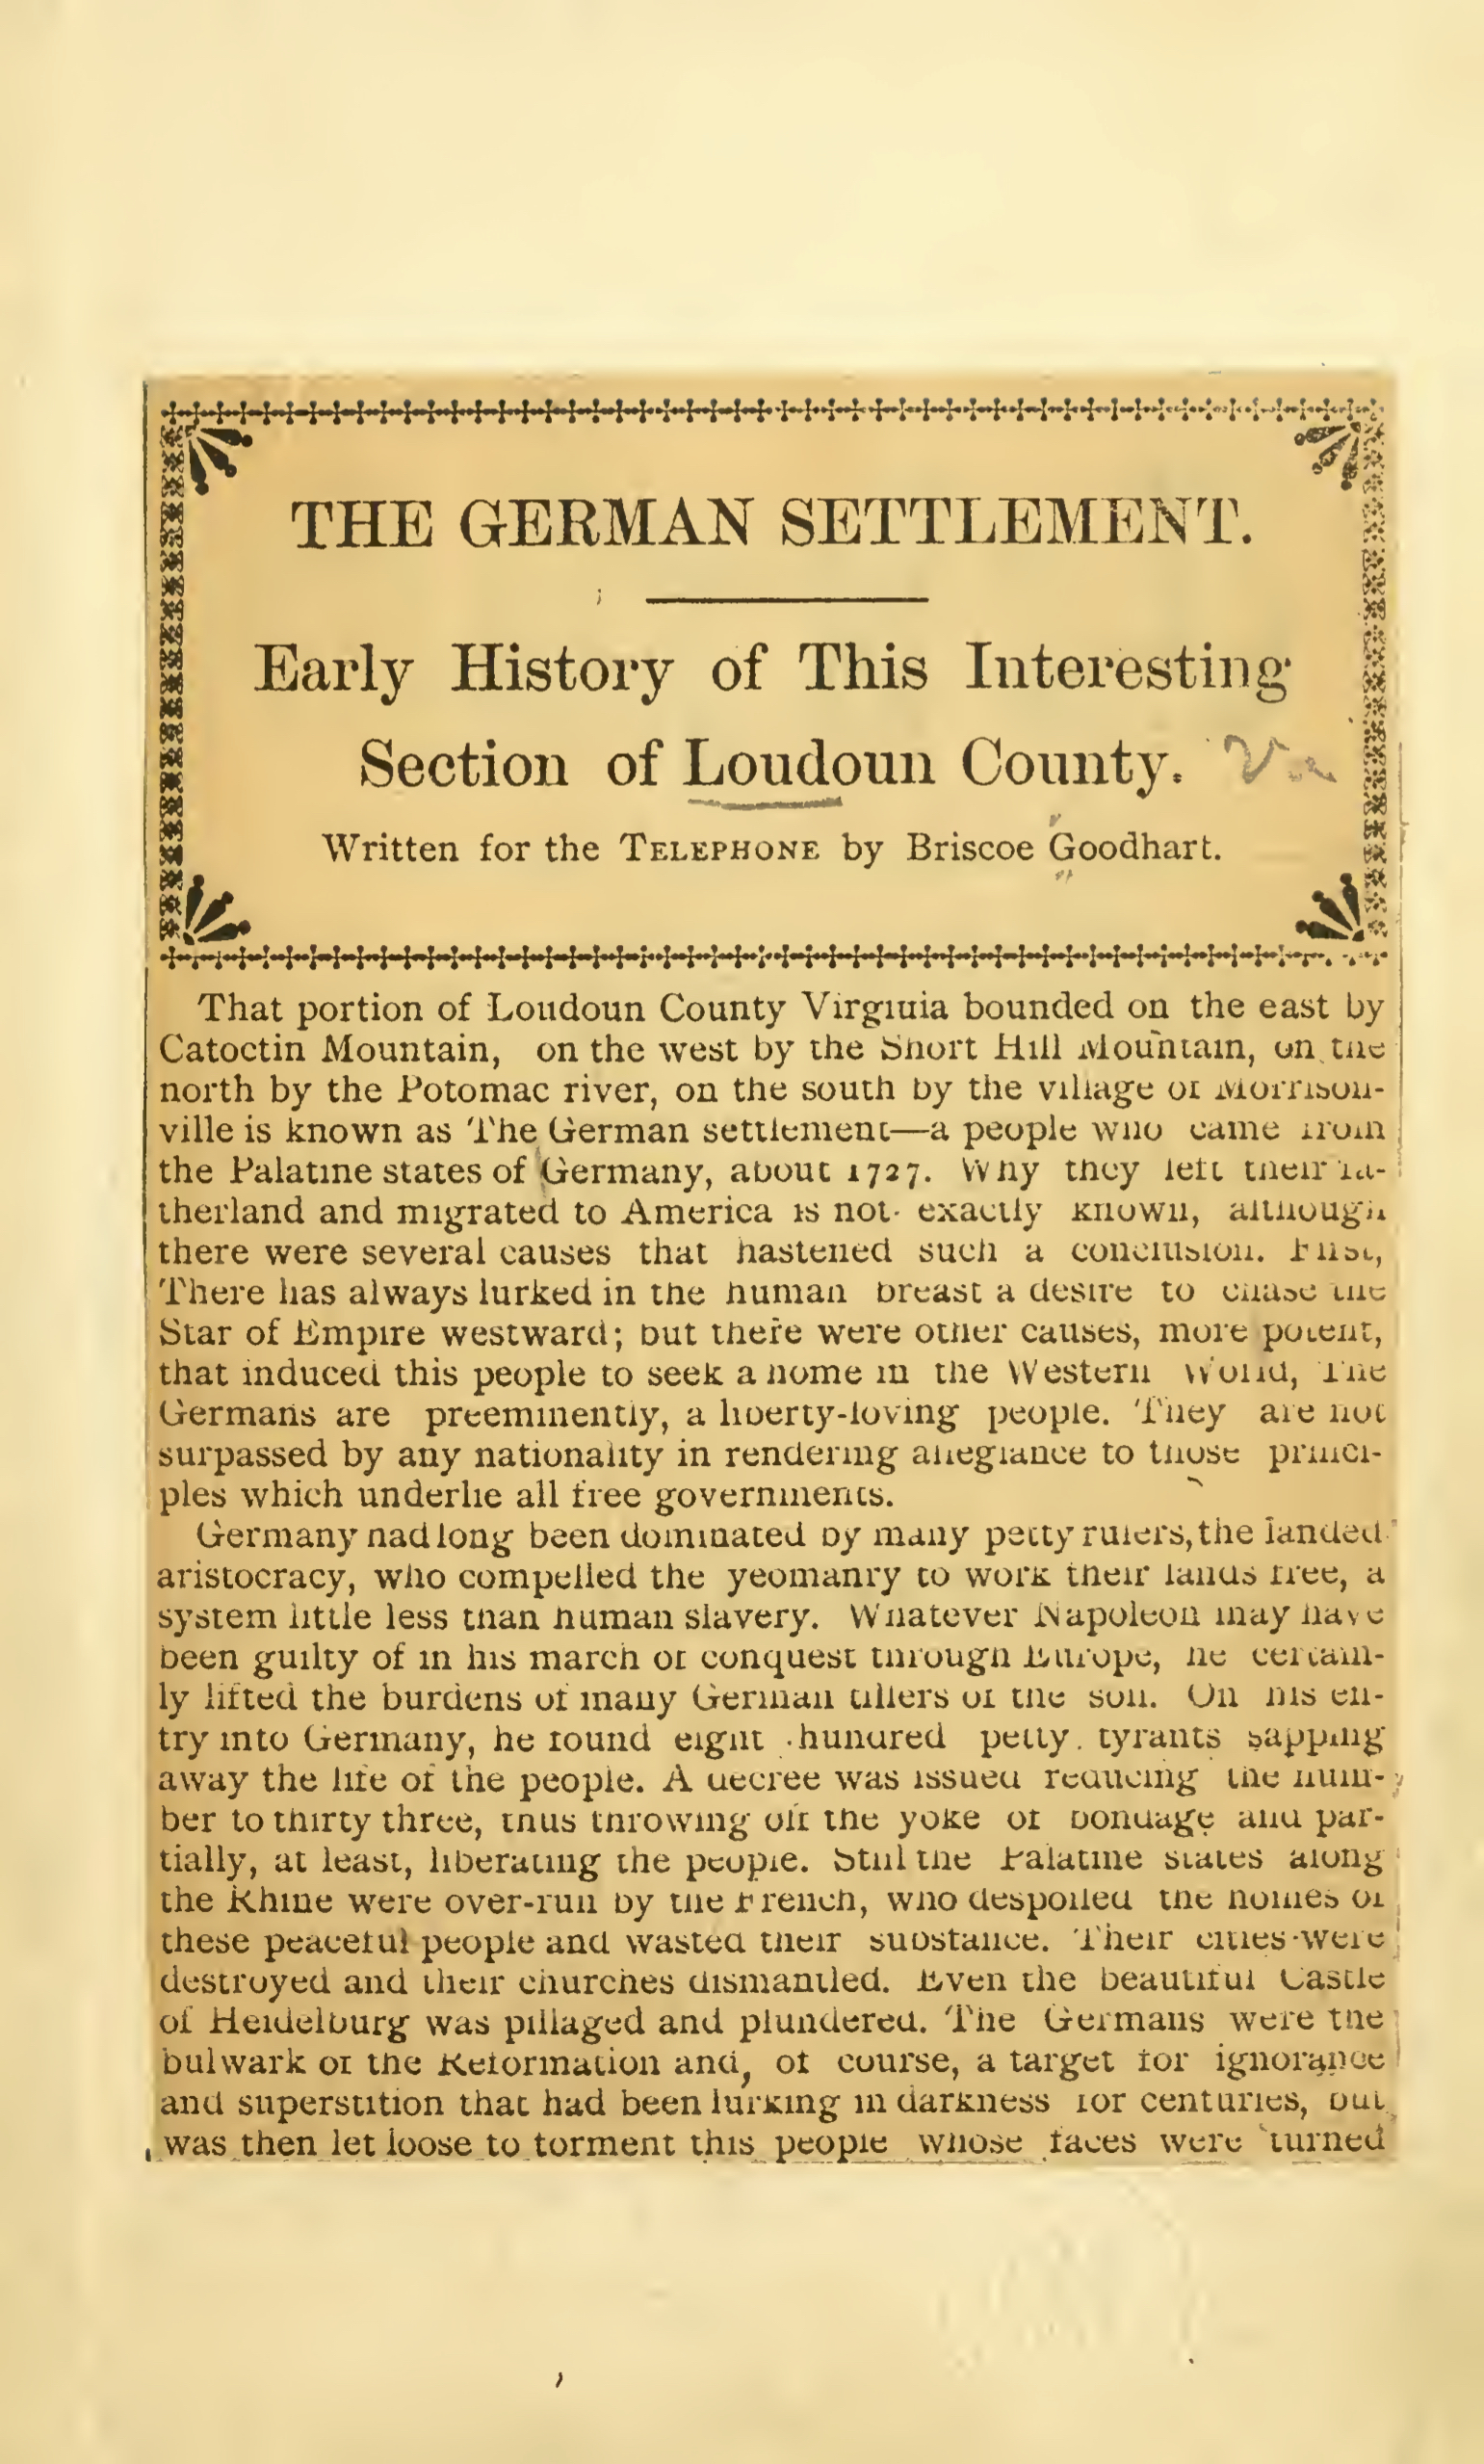 THE GERMAN SETTLEMENT.
Early History of This Interesting
Section of Loudoun County. Va
Written for the TELEPHONE by Briscoe Goodhart.
That portion of Loudoun County Virginia bounded on the east by
Catoctin Mountain, on the west by the Short Hill Mountain, on the
north by the Potomac river, on the south by the village of Morrison-
ville is known as The German settlement—a people who came from
the Palatine states of Germany, about 1727. Why they left their fa-
therland and migrated to America is not exactly known, although
there were several causes that hastened such a conclusion. First,
There has always lurked in the human breast a desire to chase the
Star of Empire westward; but there were other causes, more potent,
that induced this people to seek a home in the Western World, The
Germans are preeminently, a liberty-loving people. They are not
surpassed by any nationality in rendering allegiance to those princi-
ples which underlie all free governments.
Germany had long been dominated by many petty rulers, the landed
aristocracy, who compelled the yeomanry to work their lands free, a
system little less than human slavery. Whatever Napoleon may have
been guilty of in his march of conquest through Europe, he certain-
ly lifted the burdens of many German tillers of the soil. On his en-
try into Germany, he found eight hundred petty tyrants sapping
away the life of the people. A decree was issued reducing the num-
ber to thirty three, thus throwing off the yoke of bondage and par-
tially, at least, liberating the people. Still the Palatine states along
the Rhine were over-run by the French, who despoiled the homes of
these peaceful people and wasted their substance. Their cities were
destroyed and their churches dismantled. Even the beautiful Castle
of Heidelburg was pillaged and plundered. The Germans were the
bulwark of the Reformation and, of course, a target for ignorance
and superstition that had been lurking in darkness for centuries, but
was then let loose to torment this people whose faces were turned